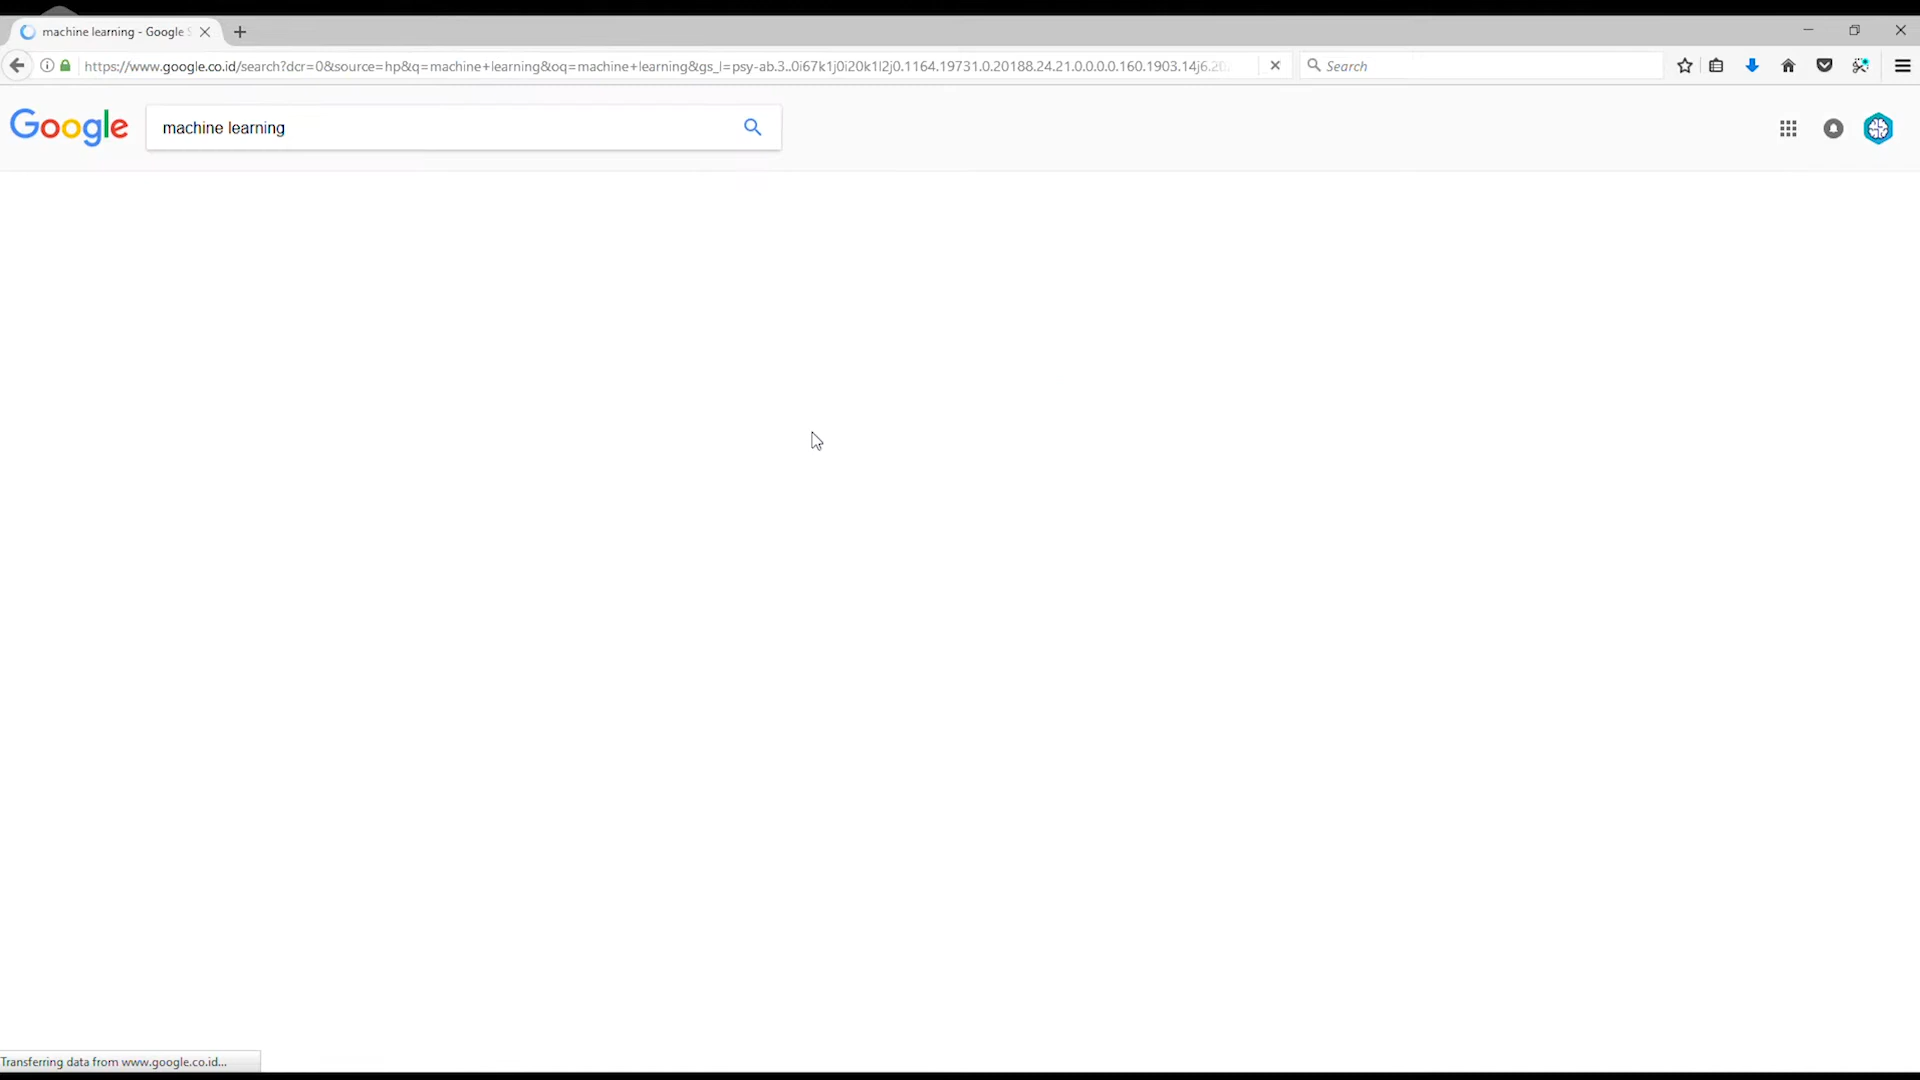 machine learning - Google S
https://www.google.co.id/search?dcr=0&source=hp&q=machine+learning&oq=machine+learning&gs_l=psy-ab.3..0i67k1j0i20k1l2j0.1164.19731.0.20188.24.21.0.0.0.0.160.1903.14j6.20
Search
Google
machine learning
Transferring data from www.google.co.id...